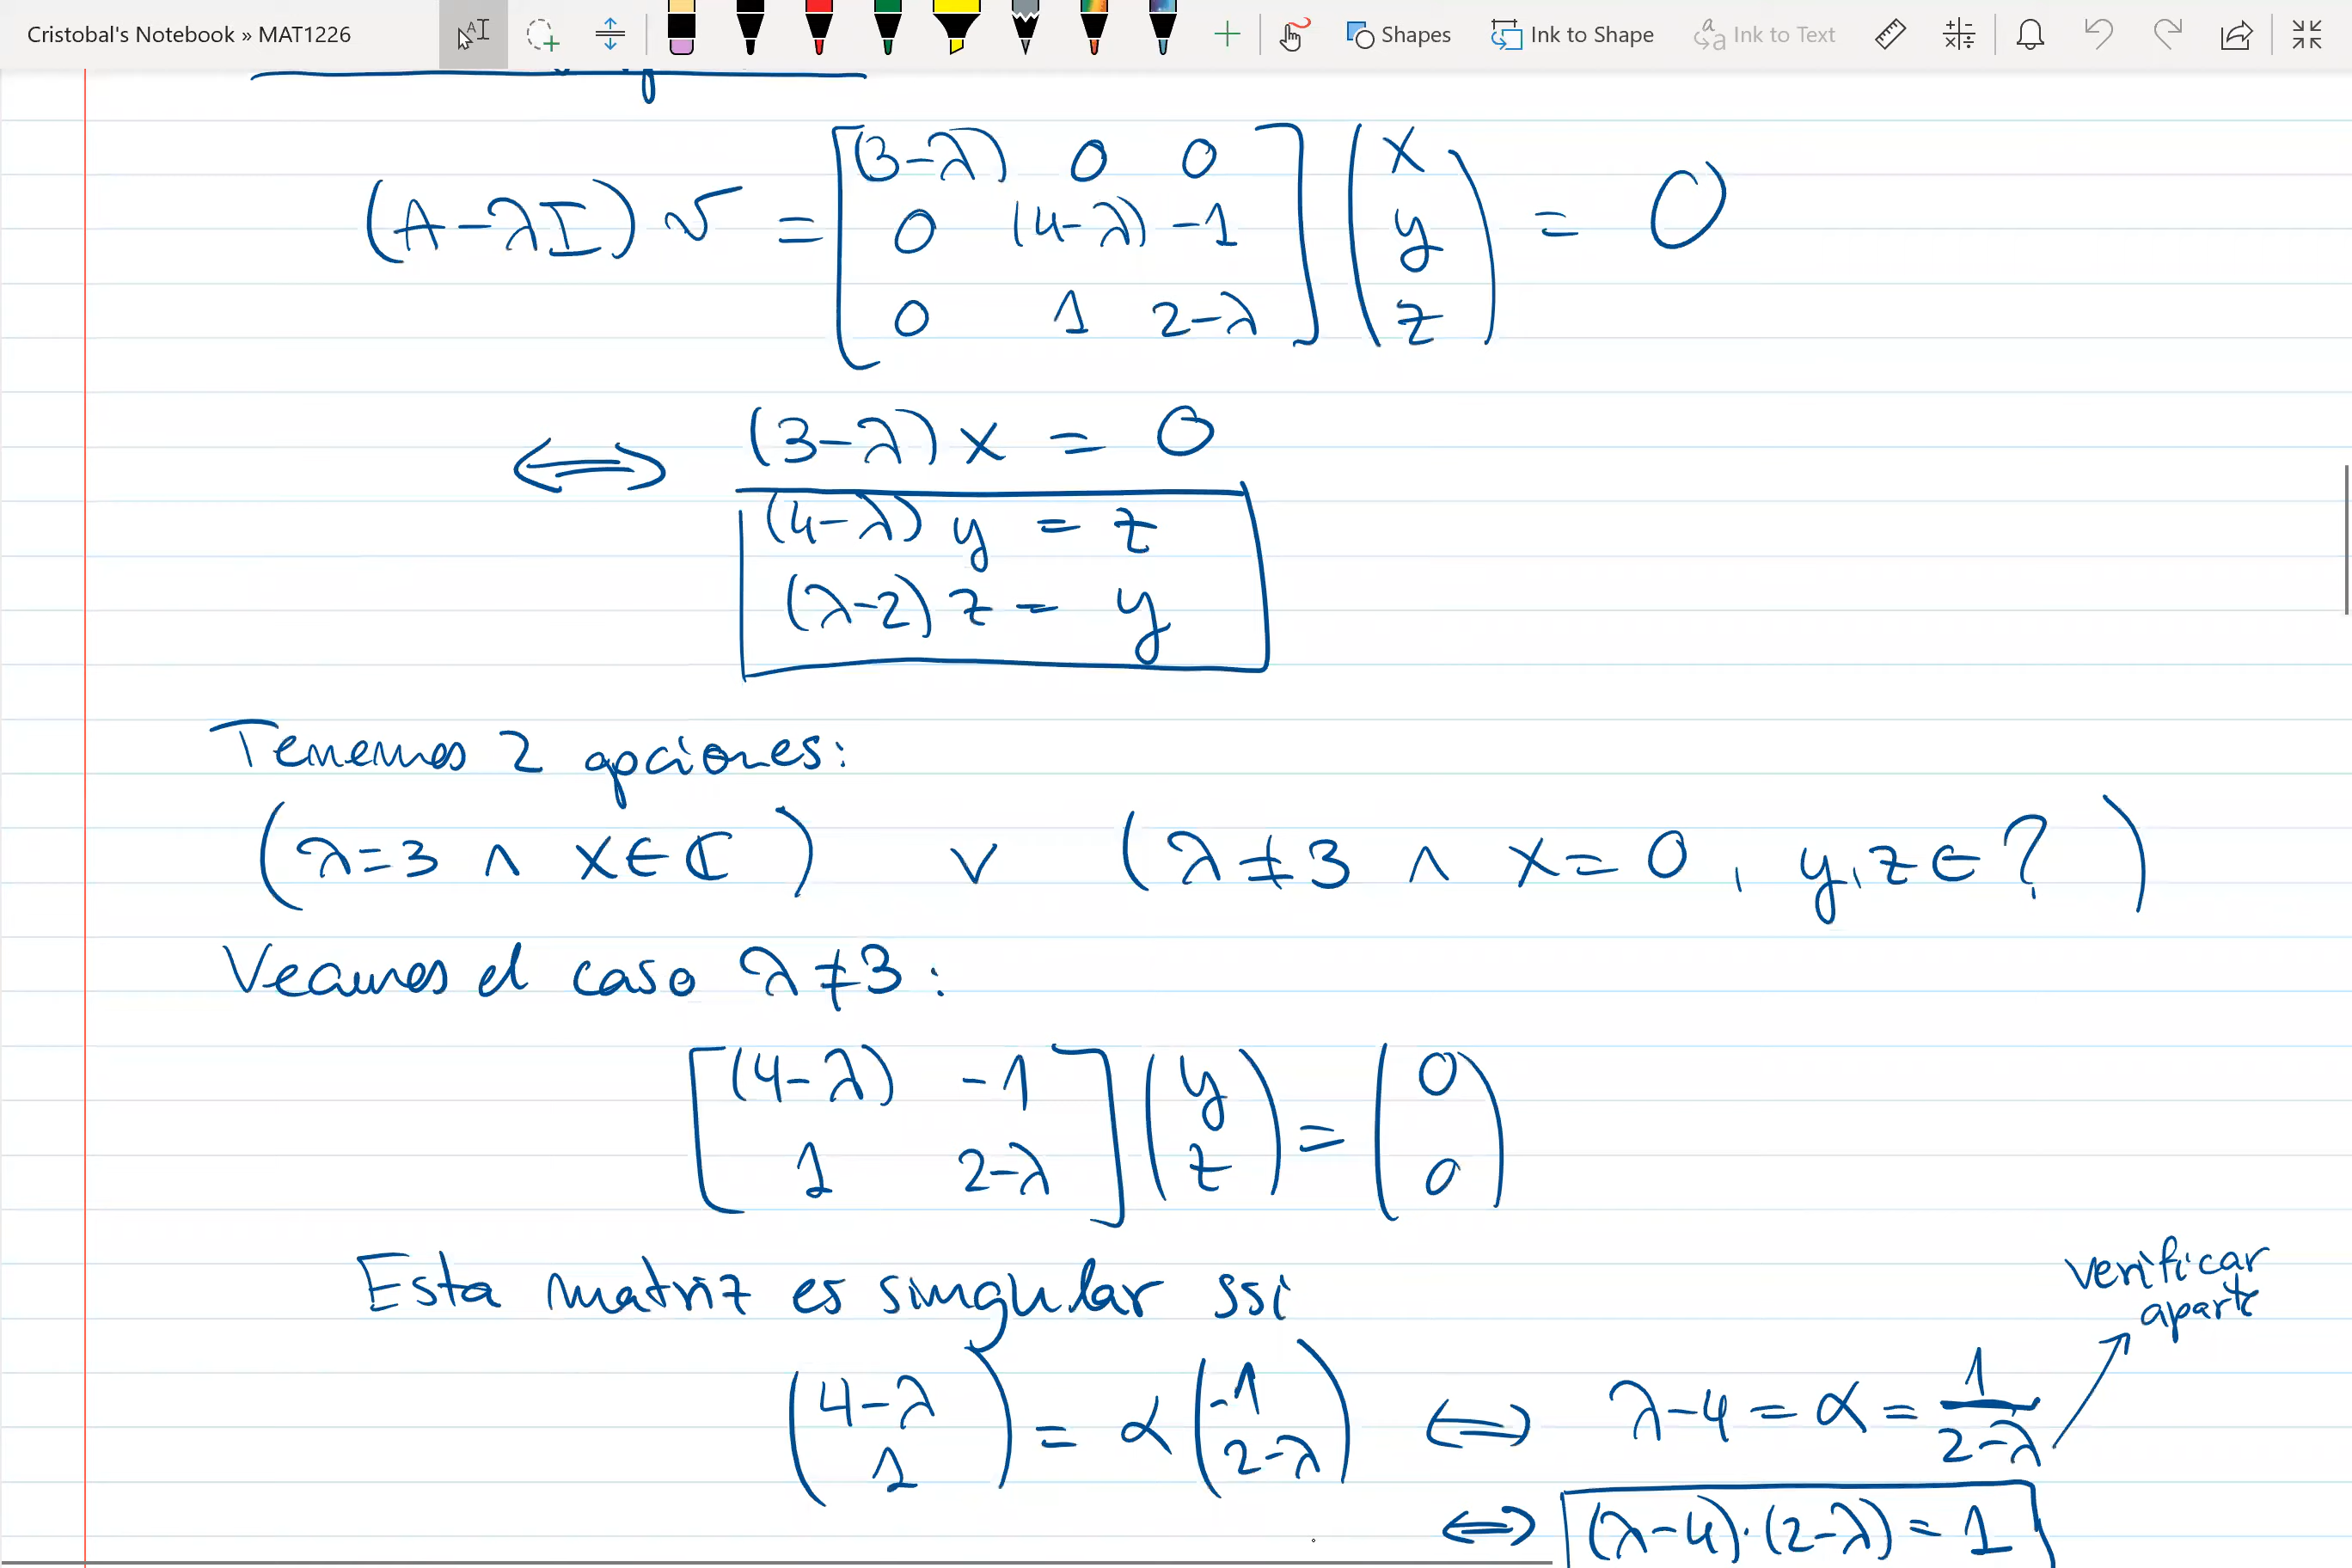 Cristobal's Notebook » MAT1226
Shapes
Ink to Shape
Ink to Text
(A-λI) v = [(3-λ) 0 0 (x
0 (4-λ) -1 y
0 1 2-λ] z) = 0
⟺ (3-λ) x = 0
(4-λ) y = z
(λ-2) z = y
Tenemos 2 opciones:
(λ=3 ∧ x∈ℂ) ∨ (λ≠3 ∧ x=0, y,z∈?)
Veamos el caso λ≠3:
[(4-λ) -1 (y (0
1 2-λ] z) = 0)
Esta matriz es singular ssi
verificar
aparte
(4-λ (-1
1) = α 2-λ) ⟺ λ-4 = α = 1/(2-λ)
⟺ (λ-4)·(2-λ) = 1